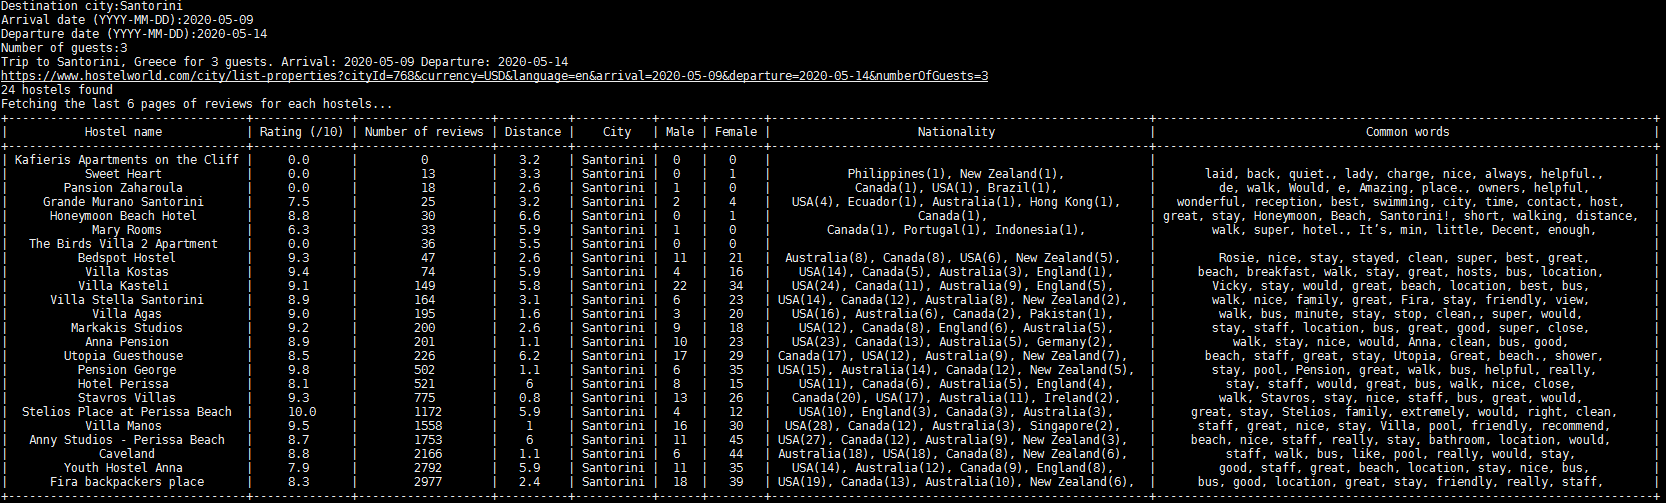 Destination city:Santorini
Arrival date (YYYY-MM-DD):2020-05-09
Departure date (YYYY-MM-DD):2020-05-14
Number of guests:3
Trip to Santorini, Greece for 3 guests. Arrival: 2020-05-09 Departure: 2020-05-14
https://www.hostelworld.com/city/list-properties?cityId=768&currency=USD&language=en&arrival=2020-05-09&departure=2020-05-14&numberOfGuests=3
24 hostels found
Fetching the last 6 pages of reviews for each hostels...
| Hostel name | Rating (/10) | Number of reviews | Distance | City | Male | Female | Nationality | Common words |
| Kafieris Apartments on the Cliff | 0.0 | 0 | 3.2 | Santorini | 0 | 0 | | |
| Sweet Heart | 0.0 | 13 | 3.3 | Santorini | 0 | 1 | Philippines(1), New Zealand(1), | laid, back, quiet., lady, charge, nice, always, helpful., |
| Pansion Zaharoula | 0.0 | 18 | 2.6 | Santorini | 1 | 0 | Canada(1), USA(1), Brazil(1), | de, walk, Would, e, Amazing, place., owners, helpful, |
| Grande Murano Santorini | 7.5 | 25 | 3.2 | Santorini | 2 | 4 | USA(4), Ecuador(1), Australia(1), Hong Kong(1), | wonderful, reception, best, swimming, city, time, contact, host, |
| Honeymoon Beach Hotel | 8.8 | 30 | 6.6 | Santorini | 0 | 1 | Canada(1), | great, stay, Honeymoon, Beach, Santorini!, short, walking, distance, |
| Mary Rooms | 6.3 | 33 | 5.9 | Santorini | 1 | 0 | Canada(1), Portugal(1), Indonesia(1), | walk, super, hotel., It's, min, little, Decent, enough, |
| The Birds Villa 2 Apartment | 0.0 | 36 | 5.5 | Santorini | 0 | 0 | | |
| Bedspot Hostel | 9.3 | 47 | 2.6 | Santorini | 11 | 21 | Australia(8), Canada(8), USA(6), New Zealand(5), | Rosie, nice, stay, stayed, clean, super, best, great, |
| Villa Kostas | 9.4 | 74 | 5.9 | Santorini | 4 | 16 | USA(14), Canada(5), Australia(3), England(1), | beach, breakfast, walk, stay, great, hosts, bus, location, |
| Villa Kasteli | 9.1 | 149 | 5.8 | Santorini | 22 | 34 | USA(24), Canada(11), Australia(9), England(5), | Vicky, stay, would, great, beach, location, best, bus, |
| Villa Stella Santorini | 8.9 | 164 | 3.1 | Santorini | 6 | 23 | USA(14), Canada(12), Australia(8), New Zealand(2), | walk, nice, family, great, Fira, stay, friendly, view, |
| Villa Agas | 9.0 | 195 | 1.6 | Santorini | 3 | 20 | USA(16), Australia(6), Canada(2), Pakistan(1), | walk, bus, minute, stay, stop, clean,, super, would, |
| Markakis Studios | 9.2 | 200 | 2.6 | Santorini | 9 | 18 | USA(12), Canada(8), England(6), Australia(5), | stay, staff, location, bus, great, good, super, close, |
| Anna Pension | 8.9 | 201 | 1.1 | Santorini | 10 | 23 | USA(23), Canada(13), Australia(5), Germany(2), | walk, stay, nice, would, Anna, clean, bus, good, |
| Utopia Guesthouse | 8.5 | 226 | 6.2 | Santorini | 17 | 29 | Canada(17), USA(12), Australia(9), New Zealand(7), | beach, staff, great, stay, Utopia, Great, beach., shower, |
| Pension George | 9.8 | 502 | 1.1 | Santorini | 6 | 35 | USA(15), Australia(14), Canada(12), New Zealand(5), | stay, pool, Pension, great, walk, bus, helpful, really, |
| Hotel Perissa | 8.1 | 521 | 6 | Santorini | 8 | 15 | USA(11), Canada(6), Australia(5), England(4), | stay, staff, would, great, bus, walk, nice, close, |
| Stavros Villas | 9.3 | 775 | 0.8 | Santorini | 13 | 26 | Canada(20), USA(17), Australia(11), Ireland(2), | walk, Stavros, stay, nice, staff, bus, great, would, |
| Stelios Place at Perissa Beach | 10.0 | 1172 | 5.9 | Santorini | 4 | 12 | USA(10), England(3), Canada(3), Australia(3), | great, stay, Stelios, family, extremely, would, right, clean, |
| Villa Manos | 9.5 | 1558 | 1 | Santorini | 16 | 30 | USA(28), Canada(12), Australia(3), Singapore(2), | staff, great, nice, stay, Villa, pool, friendly, recommend, |
| Anny Studios - Perissa Beach | 8.7 | 1753 | 6 | Santorini | 11 | 45 | USA(27), Canada(12), Australia(9), New Zealand(3), | beach, nice, staff, really, stay, bathroom, location, would, |
| Caveland | 8.8 | 2166 | 1.1 | Santorini | 6 | 44 | Australia(18), USA(18), Canada(8), New Zealand(6), | staff, walk, bus, like, pool, really, would, stay, |
| Youth Hostel Anna | 7.9 | 2792 | 5.9 | Santorini | 11 | 35 | USA(14), Australia(12), Canada(9), England(8), | good, staff, great, beach, location, stay, nice, bus, |
| Fira backpackers place | 8.3 | 2977 | 2.4 | Santorini | 18 | 39 | USA(19), Canada(13), Australia(10), New Zealand(6), | bus, good, location, great, stay, friendly, really, staff, |